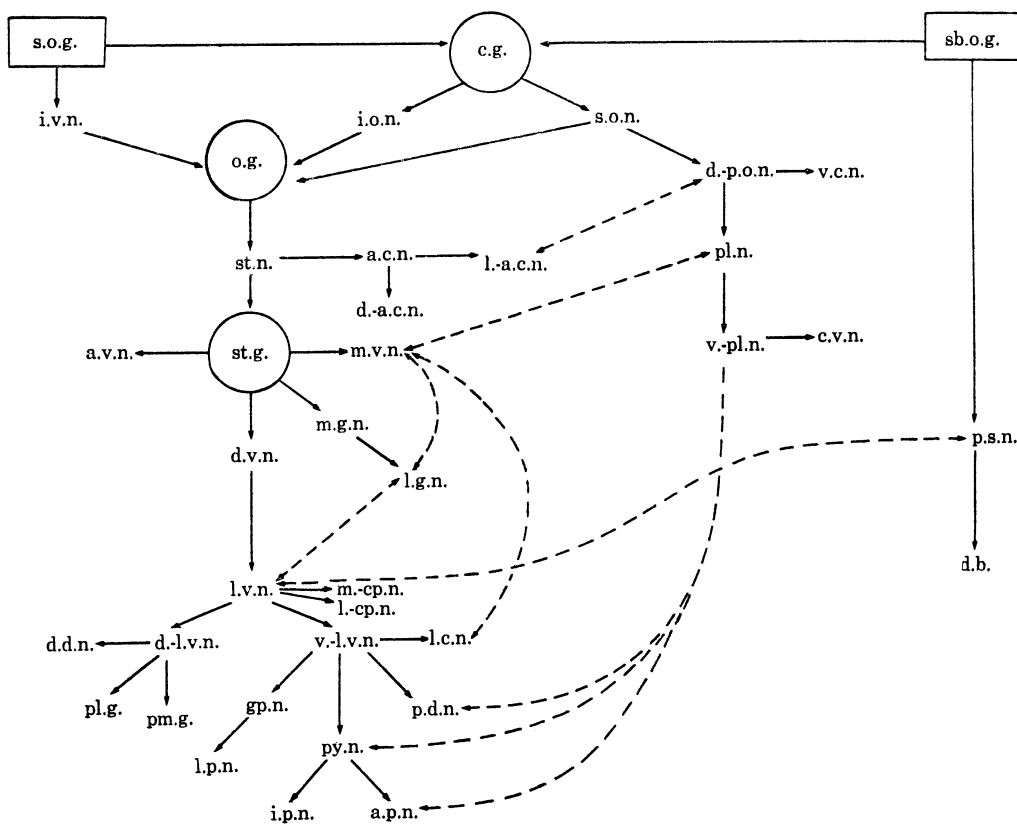 s.o.g.
c.g.
sb.o.g.
i.v.n.
i.o.n.
s.o.n.
o.g.
d.-p.o.n.
v.c.n.
st.n.
a.c.n.
l.-a.c.n.
pl.n.
d.-a.c.n.
a.v.n.
st.g.
m.v.n.
v.-pl.n.
c.v.n.
m.g.n.
d.v.n.
p.s.n.
l.g.n.
d.b.
l.v.n.
m.-cp.n.
l.-cp.n.
d.d.n.
d.-l.v.n.
v.-l.v.n.
l.c.n.
pl.g.
pm.g.
gp.n.
p.d.n.
l.p.n.
py.n.
i.p.n.
a.p.n.